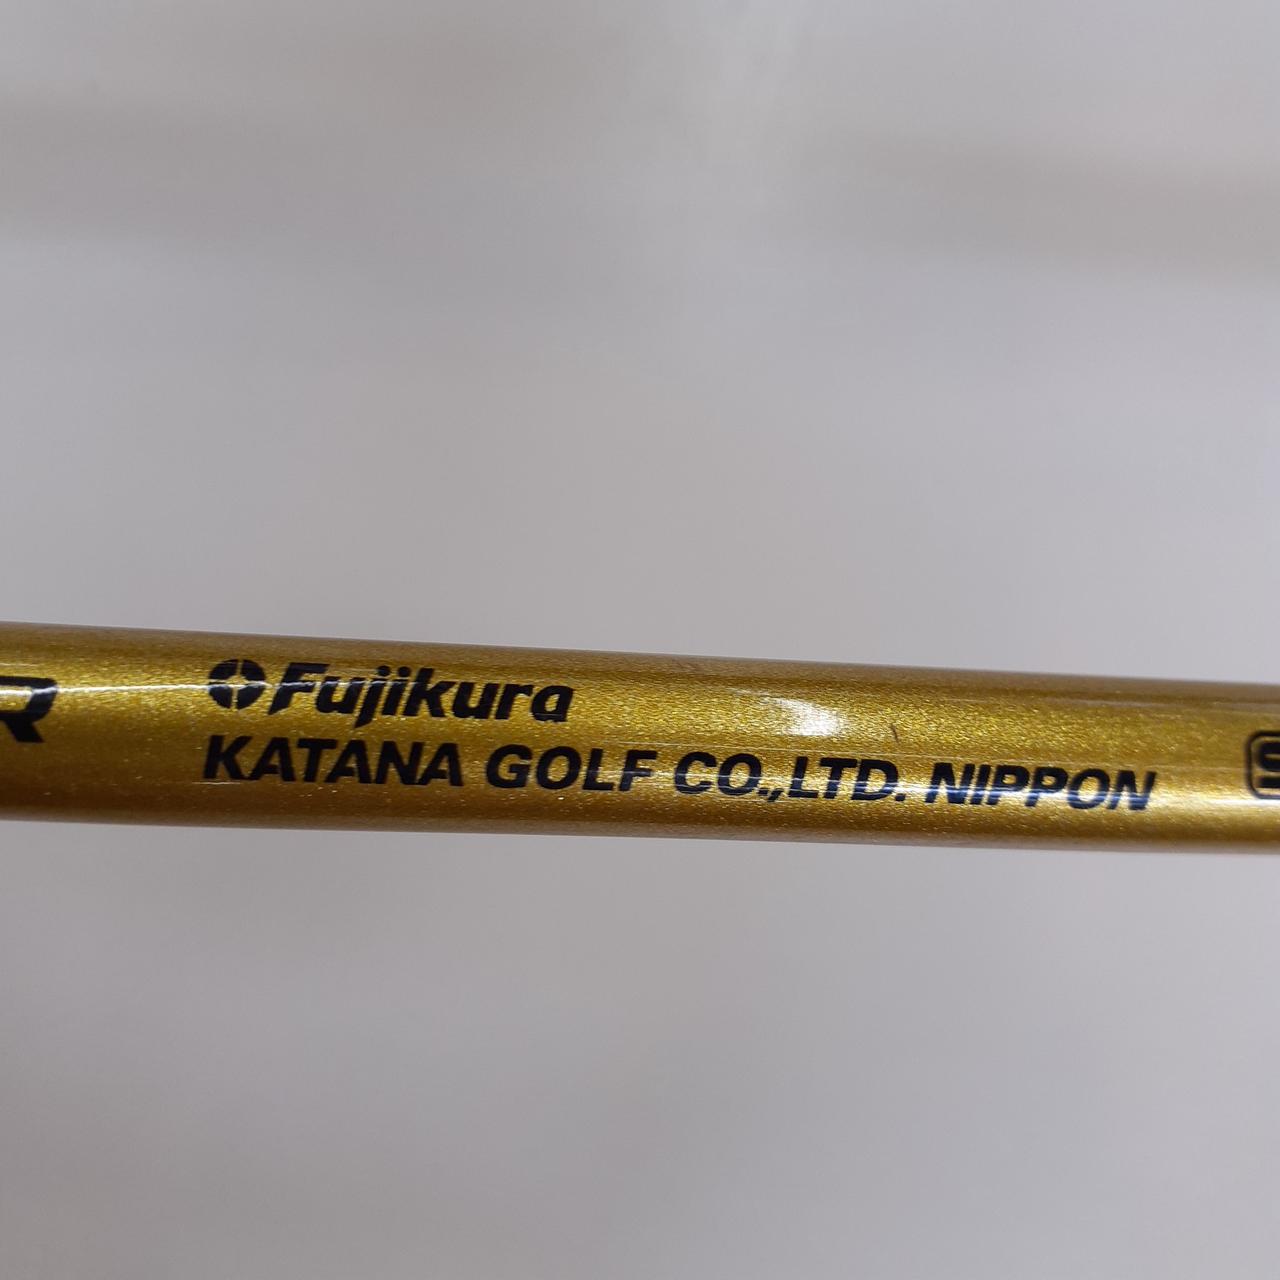 R
Fujikura
KATANA GOLF CO.,LTD. NIPPON
S